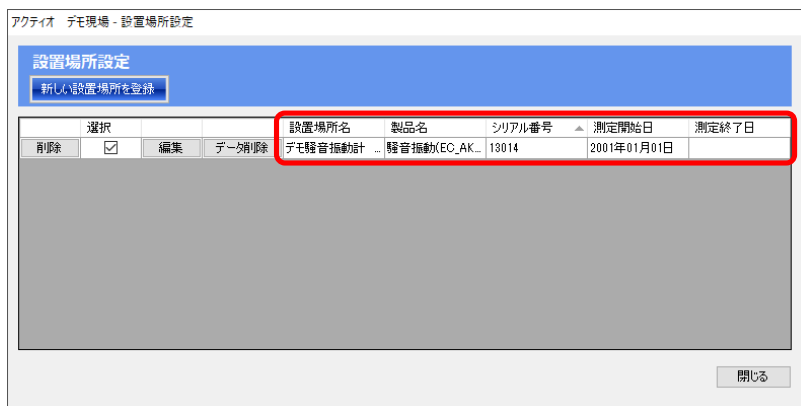 アクティオ　デモ現場 - 設置場所設定
設置場所設定
新しい設置場所を登録
選択 設置場所名 製品名 シリアル番号 測定開始日 測定終了日
削除 編集 データ削除 デモ騒音振動計 ... 騒音振動(EC_AK... 13014 2001年01月01日
閉じる